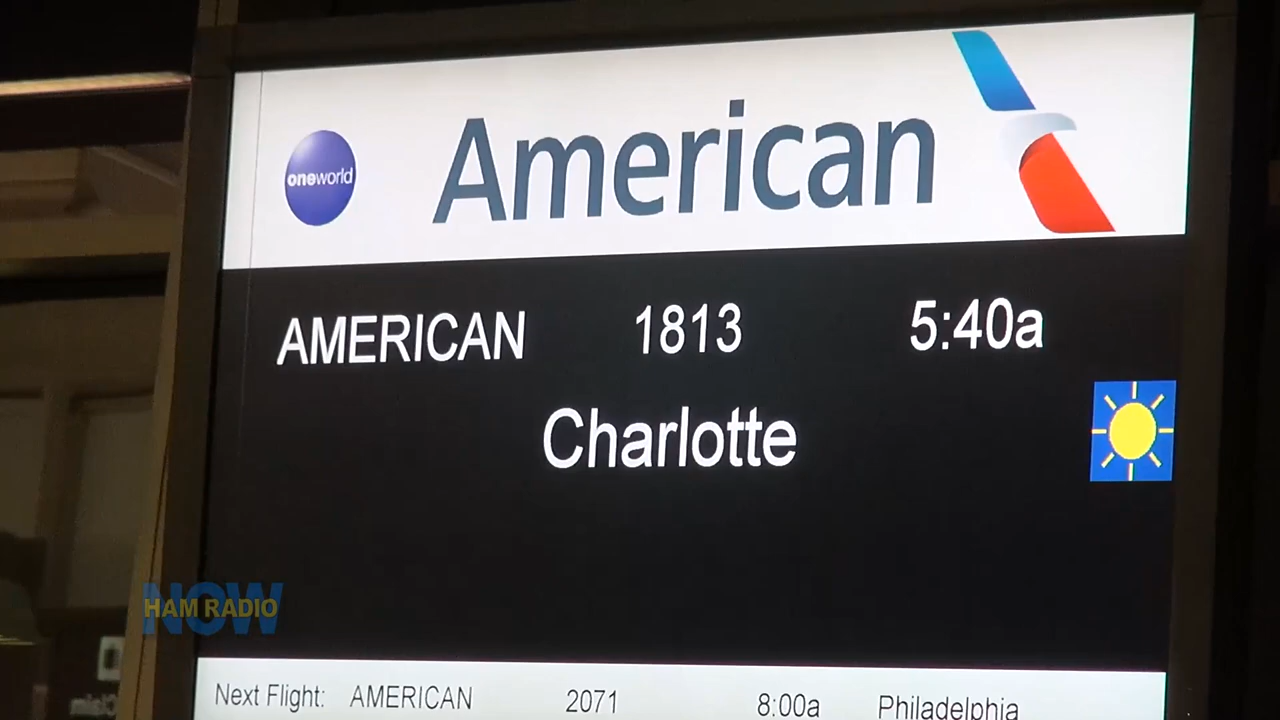 oneworld
American
AMERICAN 1813 5:40a
Charlotte
NOW
HAM RADIO
Next Flight: AMERICAN 2071 8:00a Philadelphia